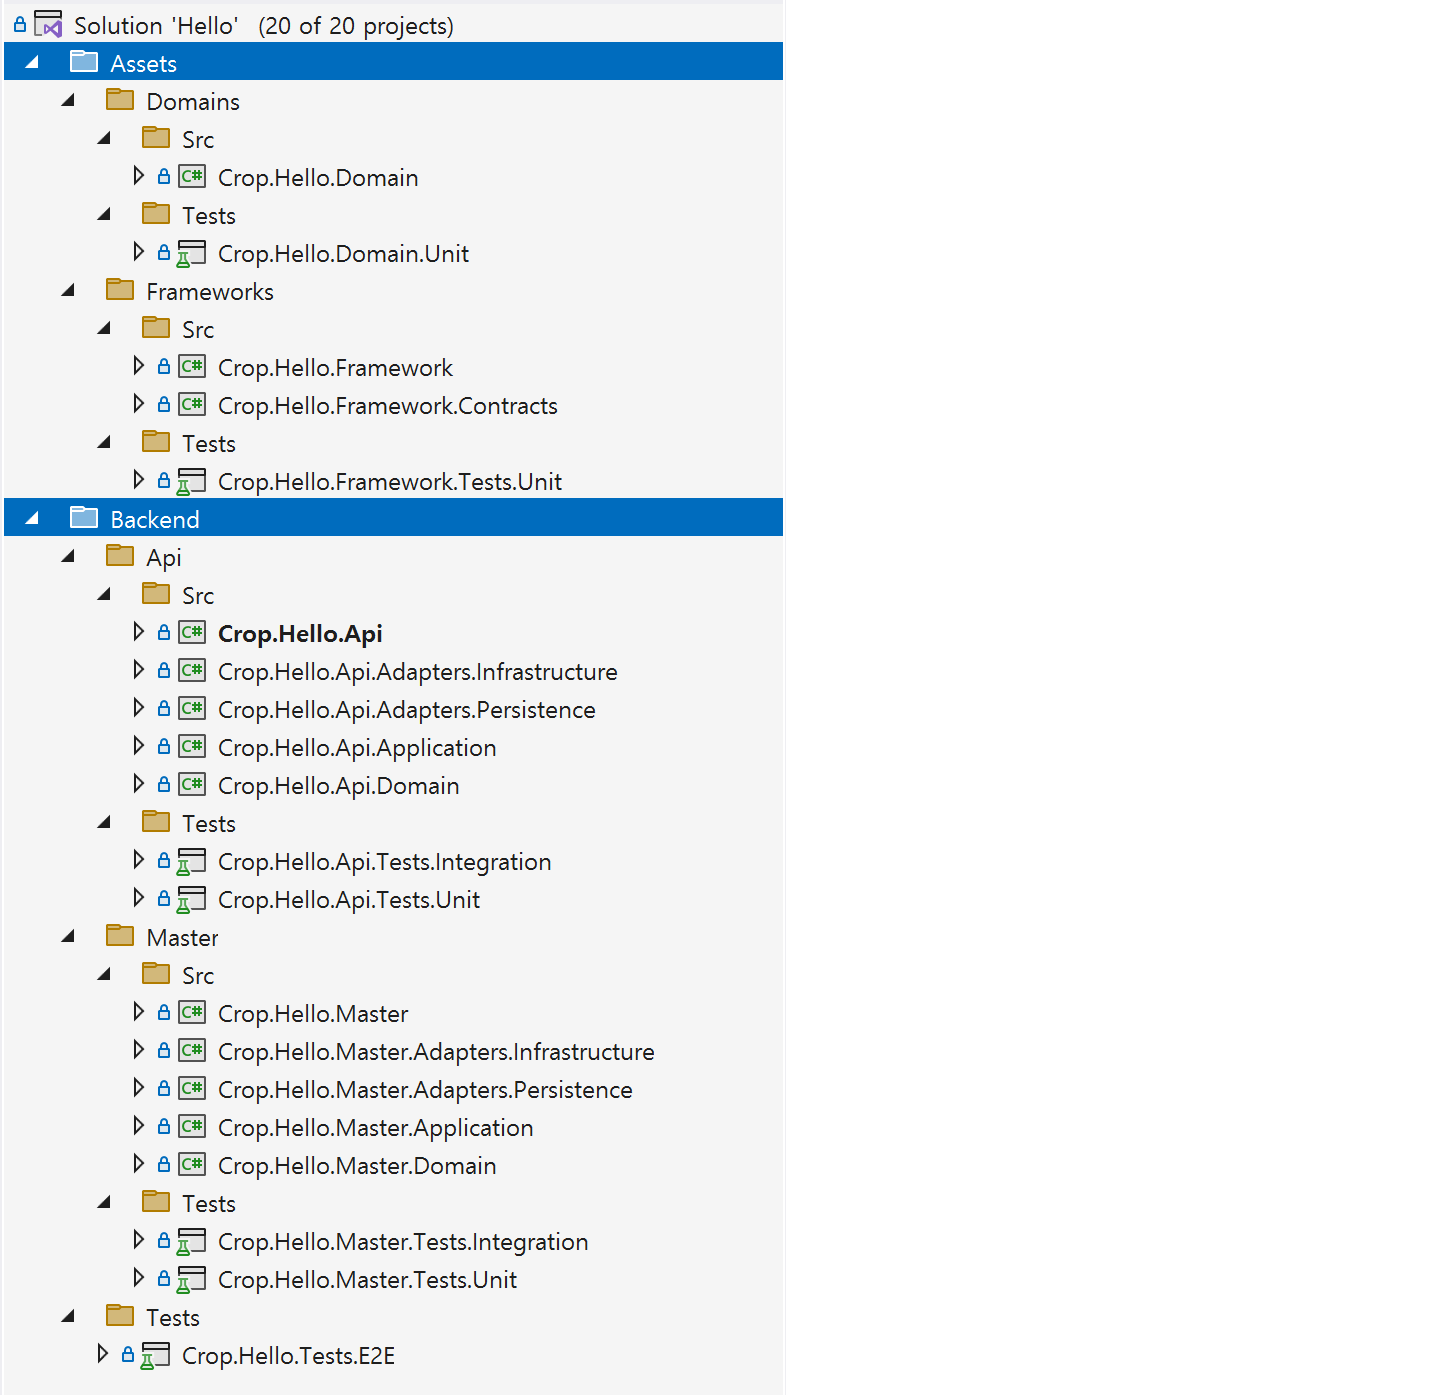 Solution 'Hello' (20 of 20 projects)
Assets
Domains
Src
C# Crop.Hello.Domain
Tests
Crop.Hello.Domain.Unit
Frameworks
Src
C# Crop.Hello.Framework
C# Crop.Hello.Framework.Contracts
Tests
Crop.Hello.Framework.Tests.Unit
Backend
Api
Src
C# Crop.Hello.Api
C# Crop.Hello.Api.Adapters.Infrastructure
C# Crop.Hello.Api.Adapters.Persistence
C# Crop.Hello.Api.Application
C# Crop.Hello.Api.Domain
Tests
Crop.Hello.Api.Tests.Integration
Crop.Hello.Api.Tests.Unit
Master
Src
C# Crop.Hello.Master
C# Crop.Hello.Master.Adapters.Infrastructure
C# Crop.Hello.Master.Adapters.Persistence
C# Crop.Hello.Master.Application
C# Crop.Hello.Master.Domain
Tests
Crop.Hello.Master.Tests.Integration
Crop.Hello.Master.Tests.Unit
Tests
Crop.Hello.Tests.E2E